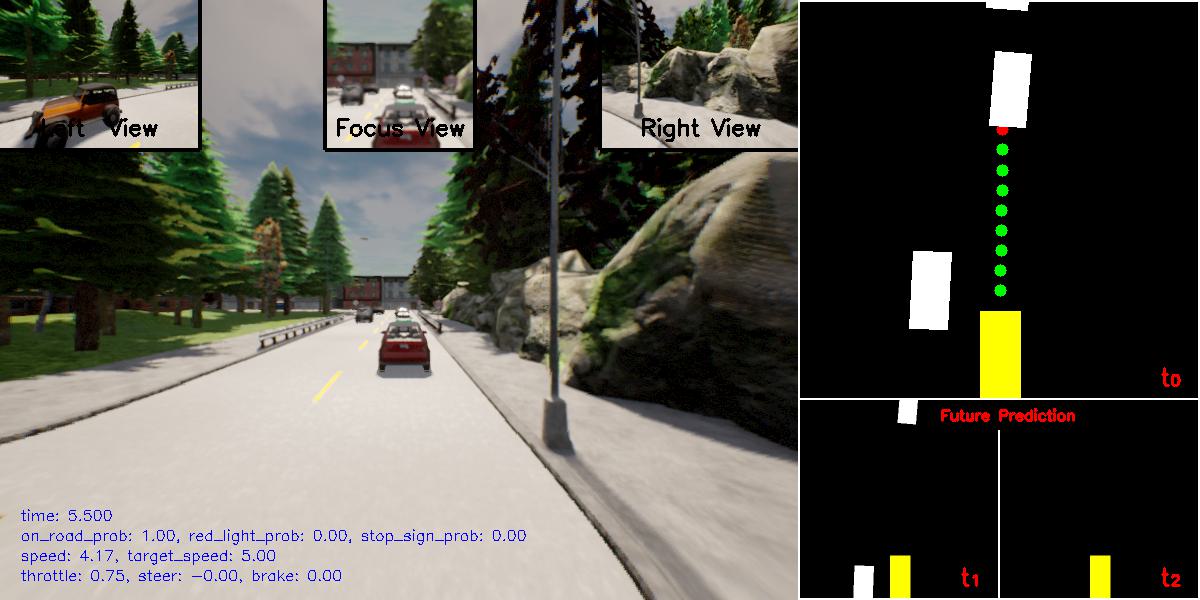 Left View
Focus View
Right View
t0
Future Prediction
t1
t2
time: 5.500
on_road_prob: 1.00, red_light_prob: 0.00, stop_sign_prob: 0.00
speed: 4.17, target_speed: 5.00
throttle: 0.75, steer: -0.00, brake: 0.00